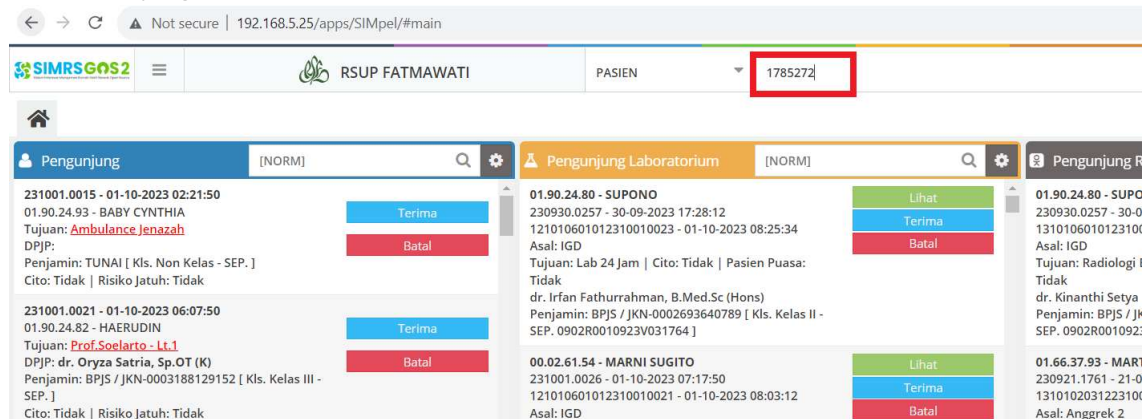 Not secure | 192.168.5.25/apps/SIMpel/#main
SIMRSGOS2
RSUP FATMAWATI
PASIEN
1785272
Pengunjung
[NORM]
231001.0015 - 01-10-2023 02:21:50
01.90.24.93 - BABY CYNTHIA
Tujuan: Ambulance Jenazah
DPJP:
Penjamin: TUNAI [ Kls. Non Kelas - SEP. ]
Cito: Tidak | Risiko Jatuh: Tidak
Terima
Batal
231001.0021 - 01-10-2023 06:07:50
01.90.24.82 - HAERUDIN
Tujuan: Prof.Soelarto - Lt.1
DPJP: dr. Oryza Satria, Sp.OT (K)
Penjamin: BPJS / JKN-0003188129152 [ Kls. Kelas III -
SEP. ]
Cito: Tidak | Risiko Jatuh: Tidak
Terima
Batal
Pengunjung Laboratorium
[NORM]
01.90.24.80 - SUPONO
230930.0257 - 30-09-2023 17:28:12
121010601012310010023 - 01-10-2023 08:25:34
Asal: IGD
Tujuan: Lab 24 Jam | Cito: Tidak | Pasien Puasa:
Tidak
dr. Irfan Fathurrahman, B.Med.Sc (Hons)
Penjamin: BPJS / JKN-0002693640789 [ Kls. Kelas II -
SEP. 0902R0010923V031764 ]
Lihat
Terima
Batal
00.02.61.54 - MARNI SUGITO
231001.0026 - 01-10-2023 07:17:50
121010601012310010021 - 01-10-2023 08:03:12
Asal: IGD
Lihat
Terima
Batal
Pengunjung R
01.90.24.80 - SUPO
230930.0257 - 30-0
1310106010123100
Asal: IGD
Tujuan: Radiologi
Tidak
dr. Kinanthi Setya
Penjamin: BPJS / JK
SEP. 0902R0010923
01.66.37.93 - MART
230921.1761 - 21-0
1310102031223100
Asal: Anggrek 2